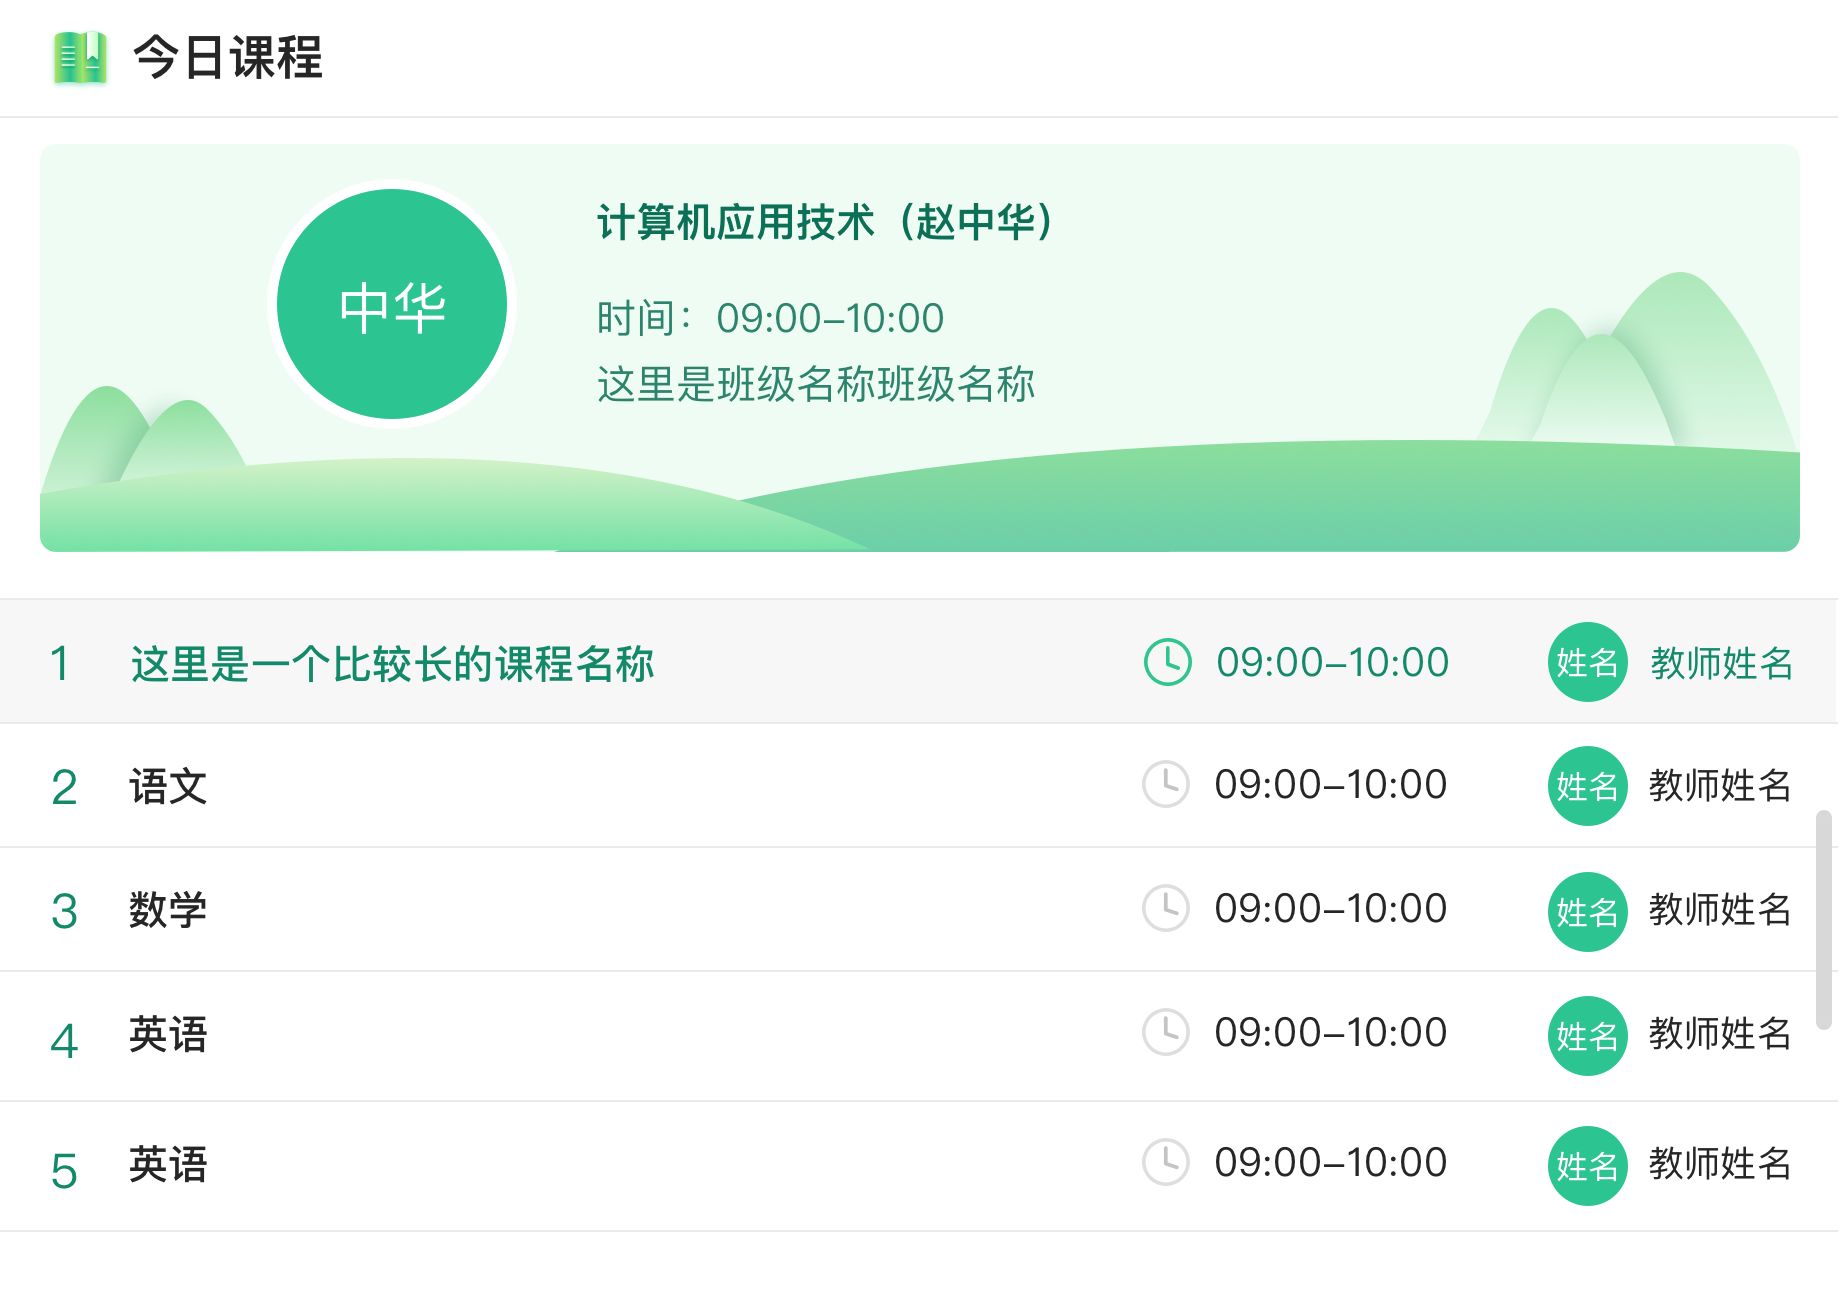 今日课程
中华
计算机应用技术（赵中华）
时间：09:00–10:00
这里是班级名称班级名称
1 这里是一个比较长的课程名称 09:00–10:00 姓名 教师姓名
2 语文 09:00–10:00 姓名 教师姓名
3 数学 09:00–10:00 姓名 教师姓名
4 英语 09:00–10:00 姓名 教师姓名
5 英语 09:00–10:00 姓名 教师姓名